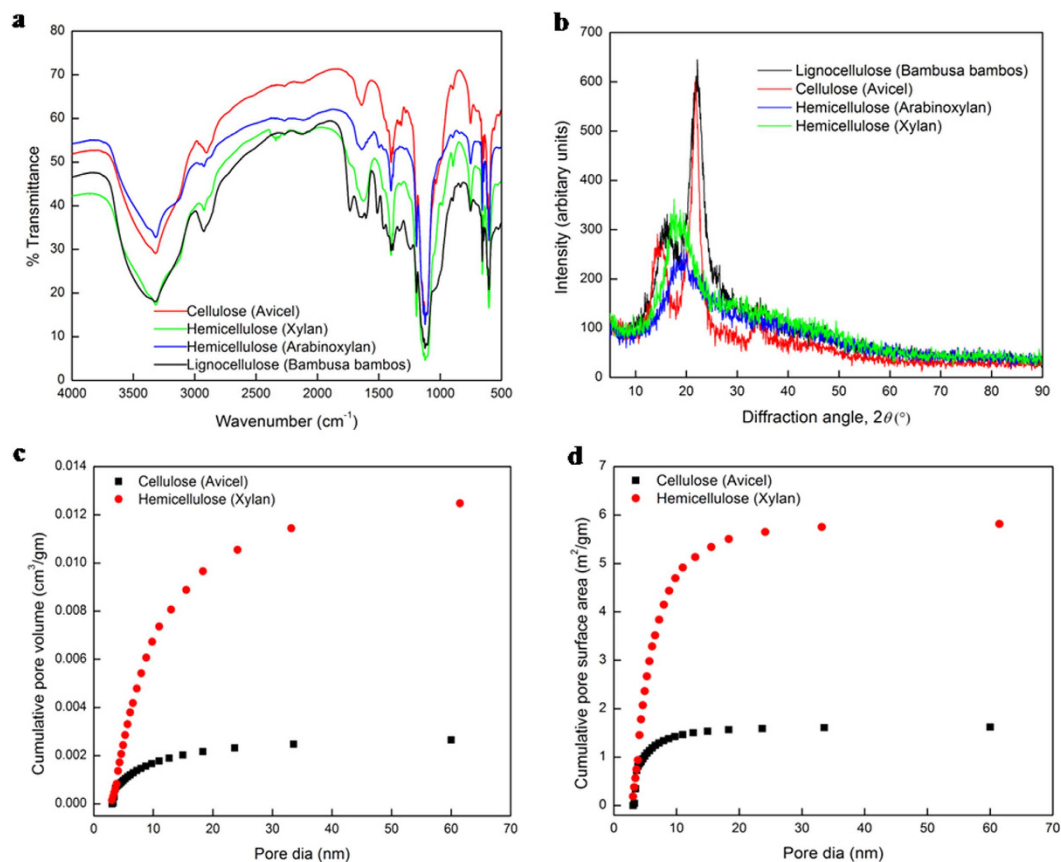 a
80
70
60
50
40
30
20
10
0
% Transmittance
Cellulose (Avicel)
Hemicellulose (Xylan)
Hemicellulose (Arabinoxylan)
Lignocellulose (Bambusa bambos)
4000 3500 3000 2500 2000 1500 1000 500
Wavenumber (cm⁻¹)
b
700
600
500
400
300
200
100
0
Intensity (arbitary units)
Lignocellulose (Bambusa bambos)
Cellulose (Avicel)
Hemicellulose (Arabinoxylan)
Hemicellulose (Xylan)
10 20 30 40 50 60 70 80 90
Diffraction angle, 2θ (°)
c
0.014
0.012
0.010
0.008
0.006
0.004
0.002
0.000
Cumulative pore volume (cm³/gm)
Cellulose (Avicel)
Hemicellulose (Xylan)
0 10 20 30 40 50 60 70
Pore dia (nm)
d
7
6
5
4
3
2
1
0
Cumulative pore surface area (m²/gm)
Cellulose (Avicel)
Hemicellulose (Xylan)
0 10 20 30 40 50 60 70
Pore dia (nm)